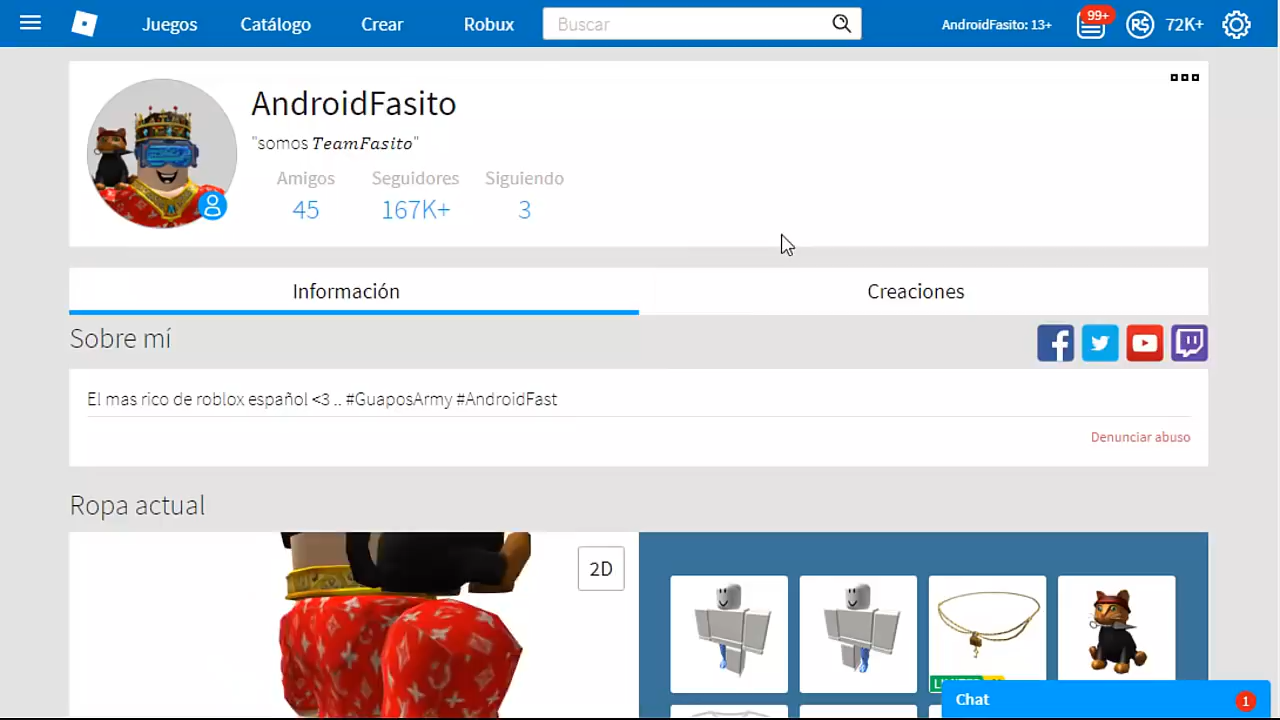 Juegos Catálogo Crear Robux Buscar AndroidFasito: 13+ 99+ R$ 72K+
AndroidFasito
"somos TeamFasito"
Amigos Seguidores Siguiendo
45 167K+ 3
Información Creaciones
Sobre mí
El mas rico de roblox español <3 .. #GuaposArmy #AndroidFast
Denunciar abuso
Ropa actual
2D
Chat 1